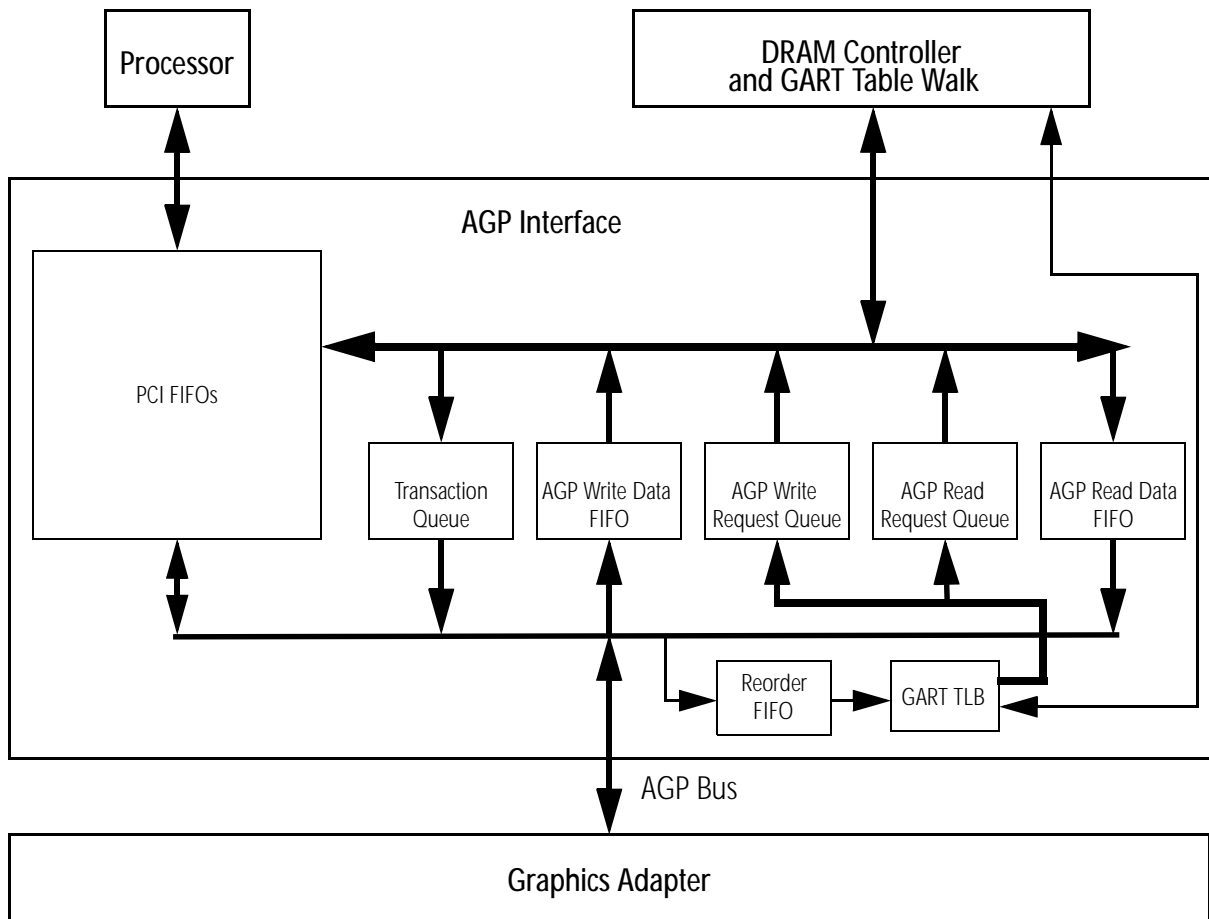 Processor
DRAM Controller
and GART Table Walk
AGP Interface
PCI FIFOs
Transaction
Queue
AGP Write Data
FIFO
AGP Write
Request Queue
AGP Read
Request Queue
AGP Read Data
FIFO
Reorder
FIFO
GART TLB
AGP Bus
Graphics Adapter